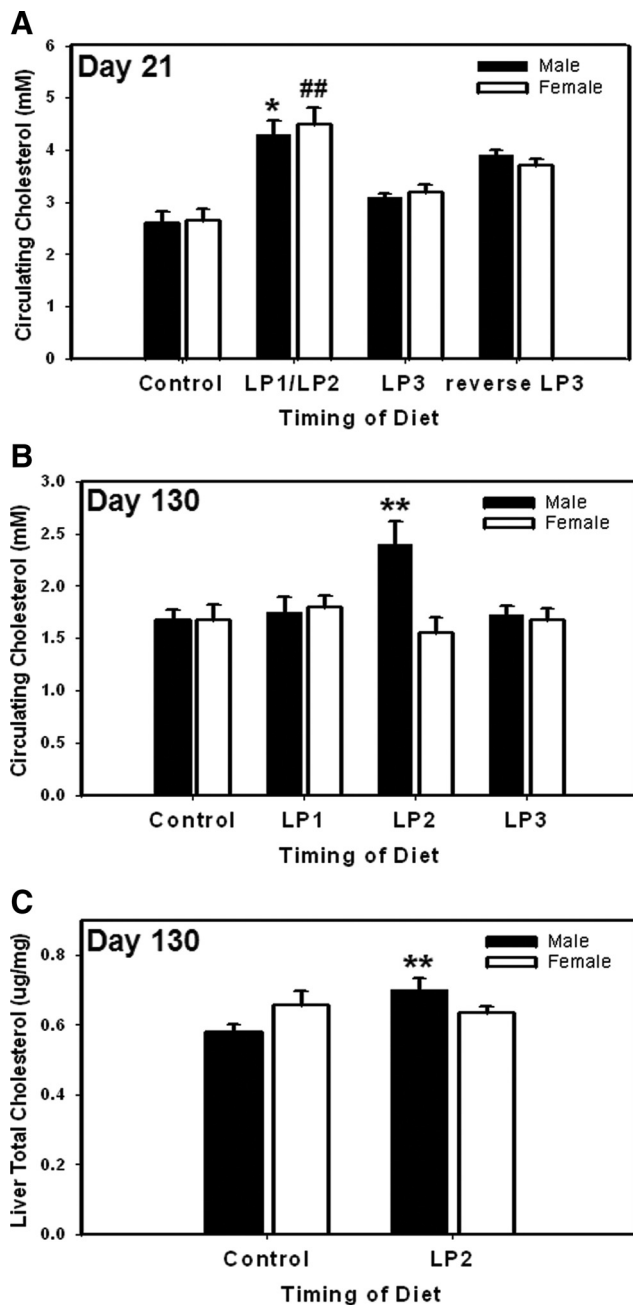 A
Day 21
Male
Female
Circulating Cholesterol (mM)
6
5
4
3
2
1
0
*
##
Control
LP1/LP2
LP3
reverse LP3
Timing of Diet
B
Day 130
Male
Female
Circulating Cholesterol (mM)
3.0
2.5
2.0
1.5
1.0
0.5
0.0
**
Control
LP1
LP2
LP3
Timing of Diet
C
Day 130
Male
Female
Liver Total Cholesterol (ug/mg)
0.8
0.6
0.4
0.2
0.0
**
Control
LP2
Timing of Diet